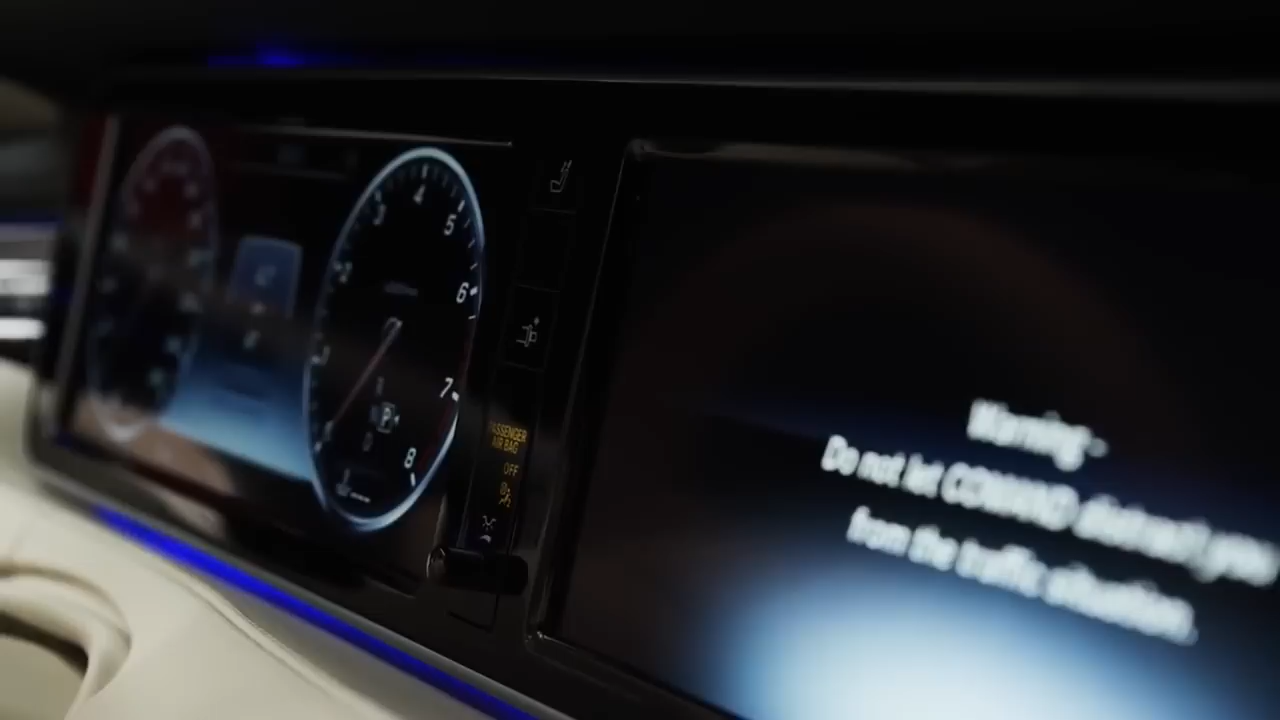 4
3
5
2
6
1
7
P
8
PASSENGER
AIR BAG
OFF
Warning -
Do not let COMAND distract you
from the traffic situation.